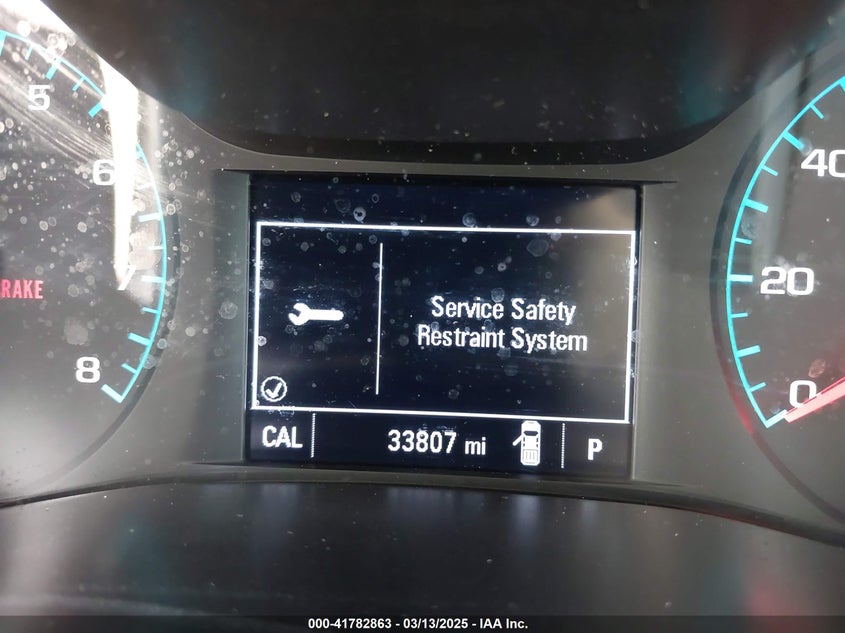 5
6
RAKE
8
Service Safety
Restraint System
CAL 33807 mi P
40
20
0
000-41782863 - 03/13/2025 - IAA Inc.